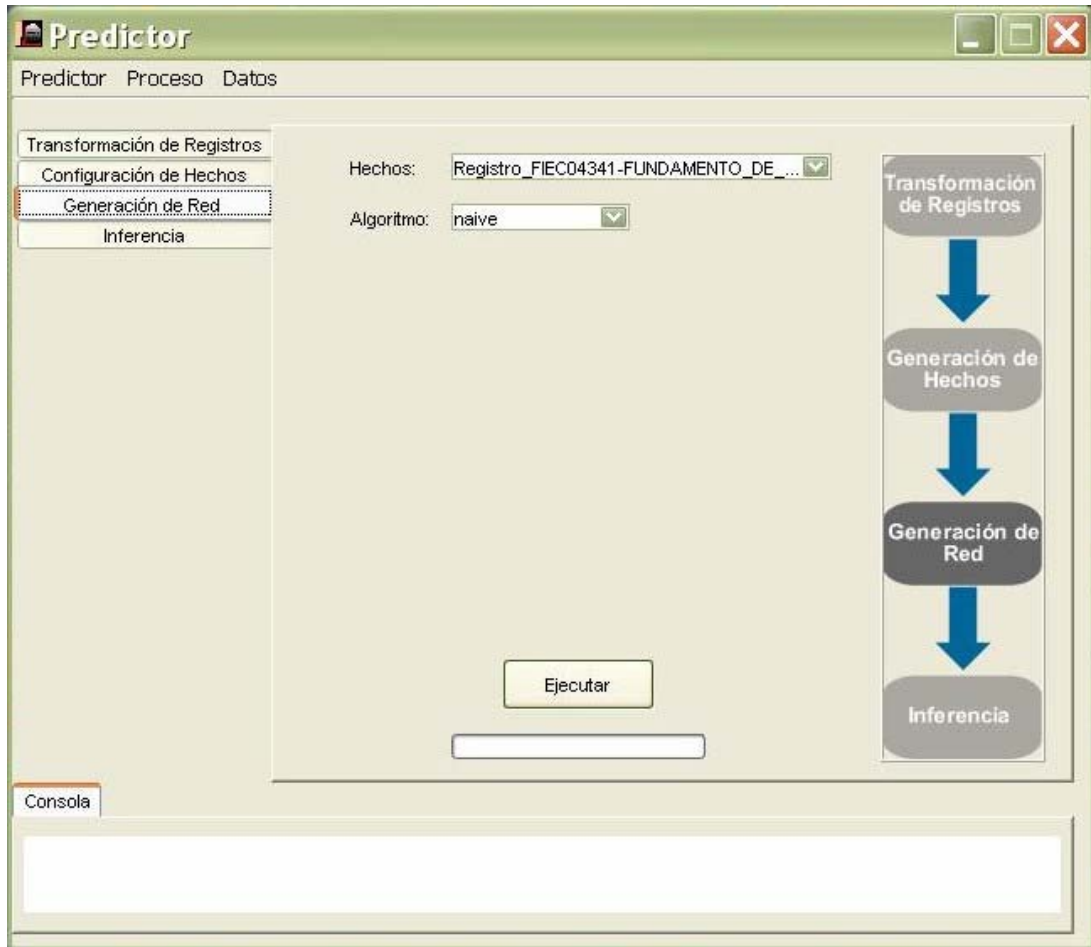 Predictor
Predictor Proceso Datos
Transformación de Registros
Configuración de Hechos
Generación de Red
Inferencia
Hechos: Registro_FIEC04341-FUNDAMENTO_DE_...
Algoritmo: naive
Ejecutar
Transformación
de Registros
Generación de
Hechos
Generación de
Red
Inferencia
Consola